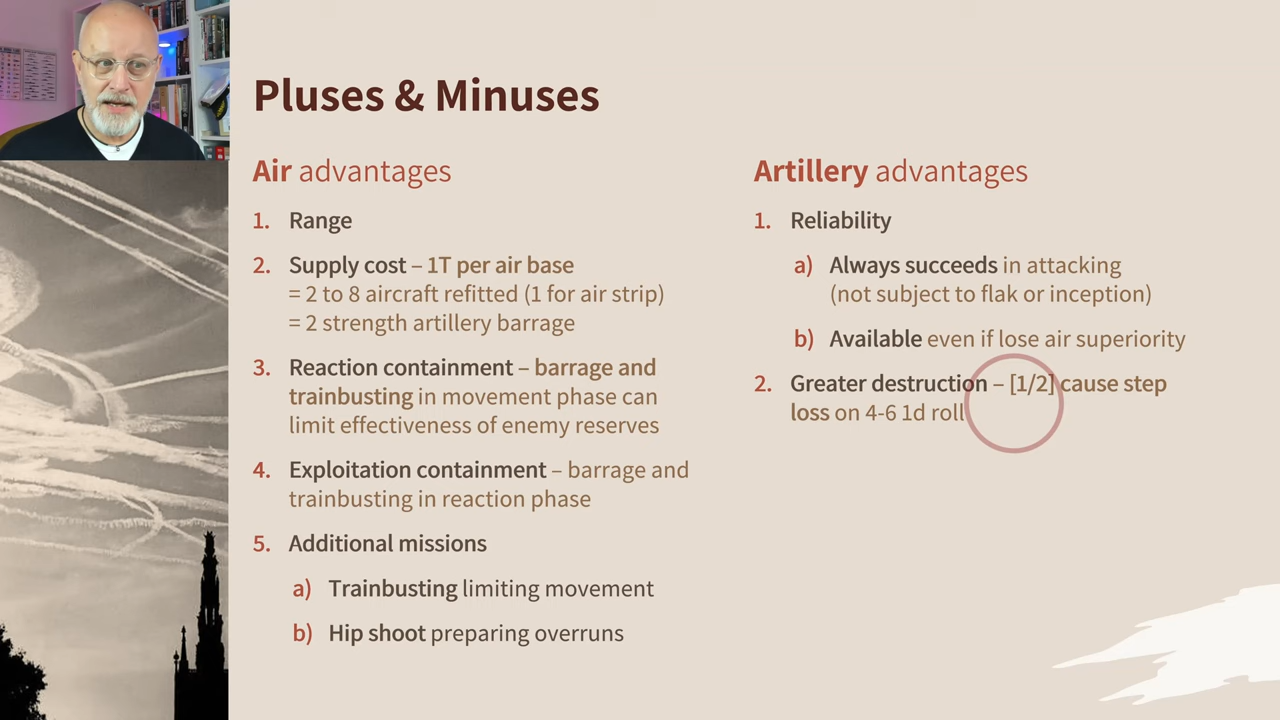 Pluses & Minuses
Air advantages
1. Range
2. Supply cost – 1T per air base
= 2 to 8 aircraft refitted (1 for air strip)
= 2 strength artillery barrage
3. Reaction containment – barrage and
trainbusting in movement phase can
limit effectiveness of enemy reserves
4. Exploitation containment – barrage and
trainbusting in reaction phase
5. Additional missions
a) Trainbusting limiting movement
b) Hip shoot preparing overruns
Artillery advantages
1. Reliability
a) Always succeeds in attacking
(not subject to flak or inception)
b) Available even if lose air superiority
2. Greater destruction – [1/2] cause step
loss on 4-6 1d roll